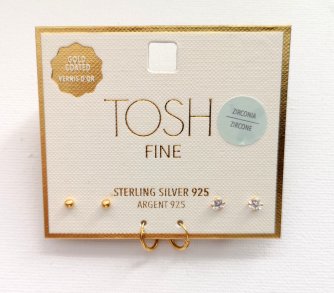 GOLD
COATED
VERNIS D'OR
TOSH
FINE
ZIRCONIA
ZIRCONE
STERLING SILVER 925
ARGENT 925